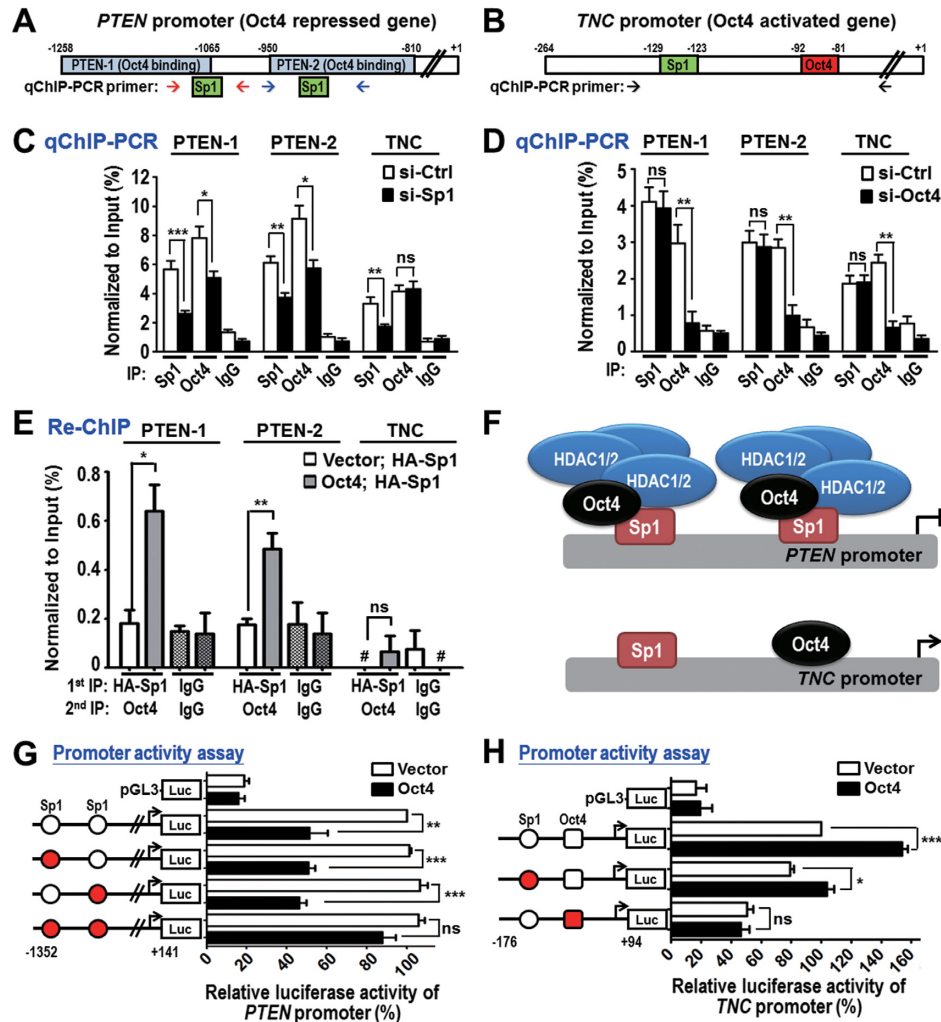 A
PTEN promoter (Oct4 repressed gene)
-1258
-1065
-950
-810
+1
PTEN-1 (Oct4 binding)
PTEN-2 (Oct4 binding)
qChIP-PCR primer:
Sp1
Sp1
B
TNC promoter (Oct4 activated gene)
-264
-129
-123
-92
-81
+1
Sp1
Oct4
qChIP-PCR primer:
C
qChIP-PCR
PTEN-1
PTEN-2
TNC
si-Ctrl
si-Sp1
Normalized to Input (%)
12
10
8
6
4
2
0
***
*
**
*
**
ns
IP:
Sp1
Oct4
IgG
Sp1
Oct4
IgG
Sp1
Oct4
IgG
D
qChIP-PCR
PTEN-1
PTEN-2
TNC
si-Ctrl
si-Oct4
Normalized to Input (%)
5
4
3
2
1
0
ns
**
ns
**
ns
**
IP:
Sp1
Oct4
IgG
Sp1
Oct4
IgG
Sp1
Oct4
IgG
E
Re-ChIP
PTEN-1
PTEN-2
TNC
Vector; HA-Sp1
Oct4; HA-Sp1
Normalized to Input (%)
0.8
0.6
0.4
0.2
0
*
**
ns
#
#
1st IP: HA-Sp1 IgG HA-Sp1 IgG HA-Sp1 IgG
2nd IP: Oct4 IgG Oct4 IgG Oct4 IgG
F
HDAC1/2
HDAC1/2
Oct4
Sp1
HDAC1/2
HDAC1/2
Oct4
Sp1
PTEN promoter
Sp1
Oct4
TNC promoter
G
Promoter activity assay
Vector
Oct4
pGL3
Luc
Sp1
Sp1
Luc
Luc
Luc
Luc
**
***
***
ns
-1352
+141
0
20
40
60
80
100
Relative luciferase activity of
PTEN promoter (%)
H
Promoter activity assay
Vector
Oct4
pGL3
Luc
Sp1
Oct4
Luc
Luc
Luc
***
*
ns
-176
+94
0
20
40
60
80
100
120
140
160
Relative luciferase activity of
TNC promoter (%)